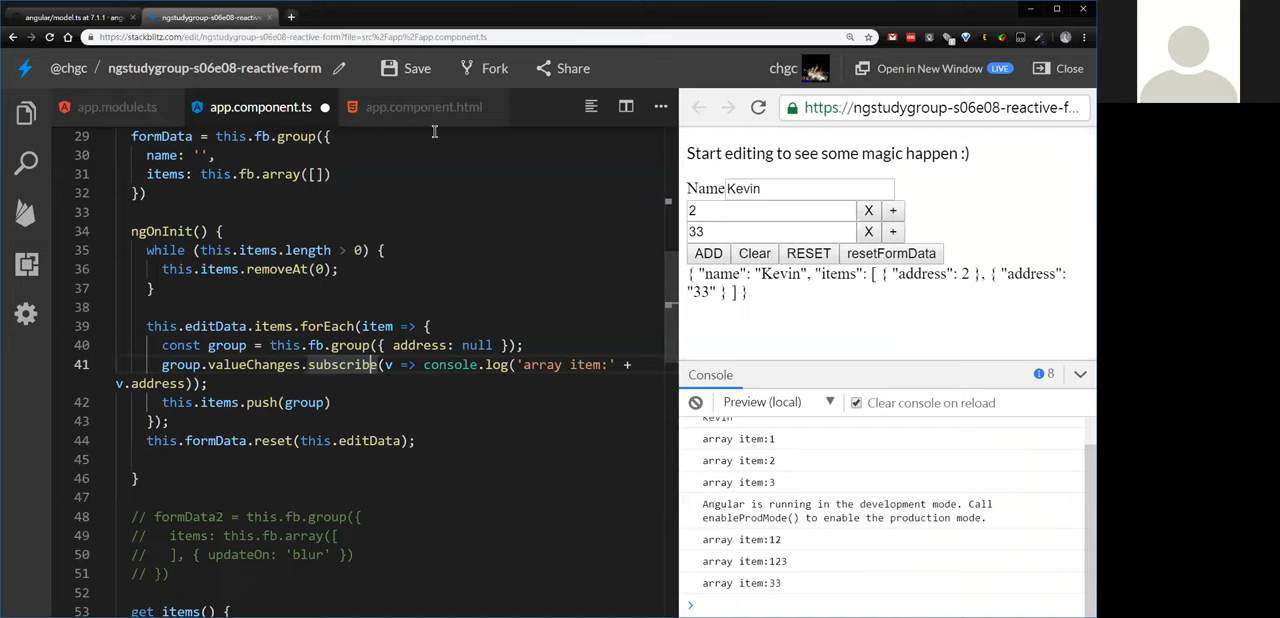 angular/model.ts at 7.1.1 · ang
ngstudygroup-s06e08-reactive
https://stackblitz.com/edit/ngstudygroup-s06e08-reactive-form?file=src%2Fapp%2Fapp.component.ts
@chgc / ngstudygroup-s06e08-reactive-form
Save
Fork
Share
chgc
Open in New Window LIVE
Close
app.module.ts
app.component.ts
app.component.html
29 formData = this.fb.group({
30 name: '',
31 items: this.fb.array([])
32 })
33
34 ngOnInit() {
35 while (this.items.length > 0) {
36 this.items.removeAt(0);
37 }
38
39 this.editData.items.forEach(item => {
40 const group = this.fb.group({ address: null });
41 group.valueChanges.subscribe(v => console.log('array item:' +
v.address));
42 this.items.push(group)
43 });
44 this.formData.reset(this.editData);
45
46 }
47
48 // formData2 = this.fb.group({
49 // items: this.fb.array([
50 // ], { updateOn: 'blur' })
51 // })
52
53 get items() {
https://ngstudygroup-s06e08-reactive-f...
Start editing to see some magic happen :)
Name Kevin
2 X +
33 X +
ADD Clear RESET resetFormData
{ "name": "Kevin", "items": [ { "address": 2 }, { "address":
"33" } ] }
Console
8
Preview (local) Clear console on reload
Kevin
array item:1
array item:2
array item:3
Angular is running in the development mode. Call
enableProdMode() to enable the production mode.
array item:12
array item:123
array item:33
>